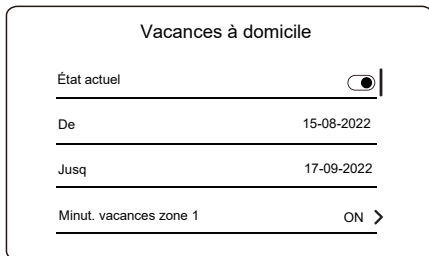 Vacances à domicile
État actuel
De 15-08-2022
Jusq 17-09-2022
Minut. vacances zone 1 ON